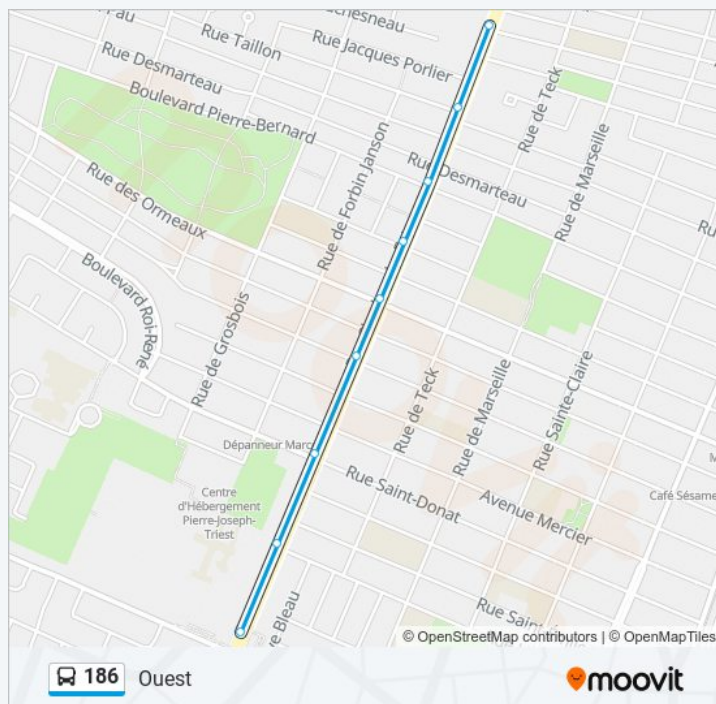 Rue Taillon
Rue Jacques Porlier
Rue Desmarteau
Boulevard Pierre-Bernard
Rue de Teck
Rue de Marseille
Rue Desmarteau
Rue de Forbin Janson
Rue des Ormeaux
Boulevard Roi-René
Rue de Grosbois
Rue de Teck
Rue de Marseille
Rue Sainte-Claire
Dépanneur Marc
Centre
d'Hébergement
Pierre-Joseph-
Triest
Rue Saint-Donat
Avenue Mercier
Café Sésame
© OpenStreetMap contributors | © OpenMapTiles
186 Ouest
moovit